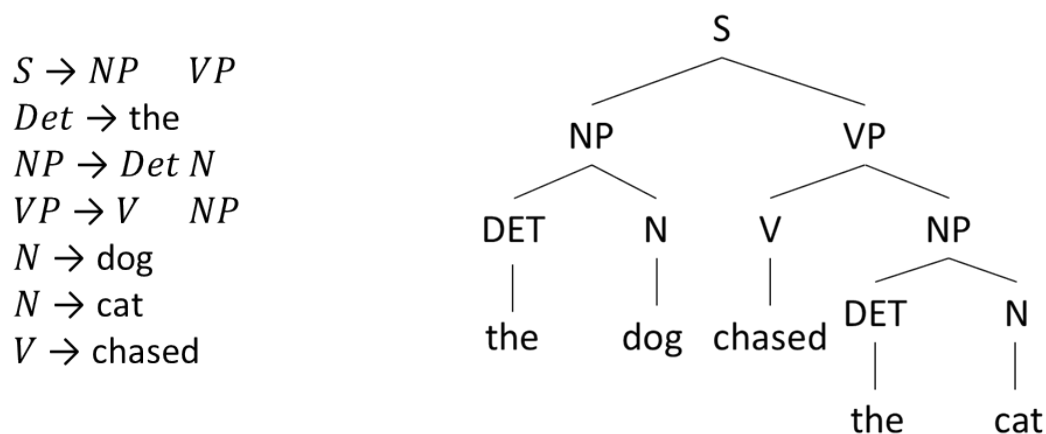 S → NP VP
Det → the
NP → Det N
VP → V NP
N → dog
N → cat
V → chased
S
NP VP
DET N V NP
the dog chased DET N
the cat